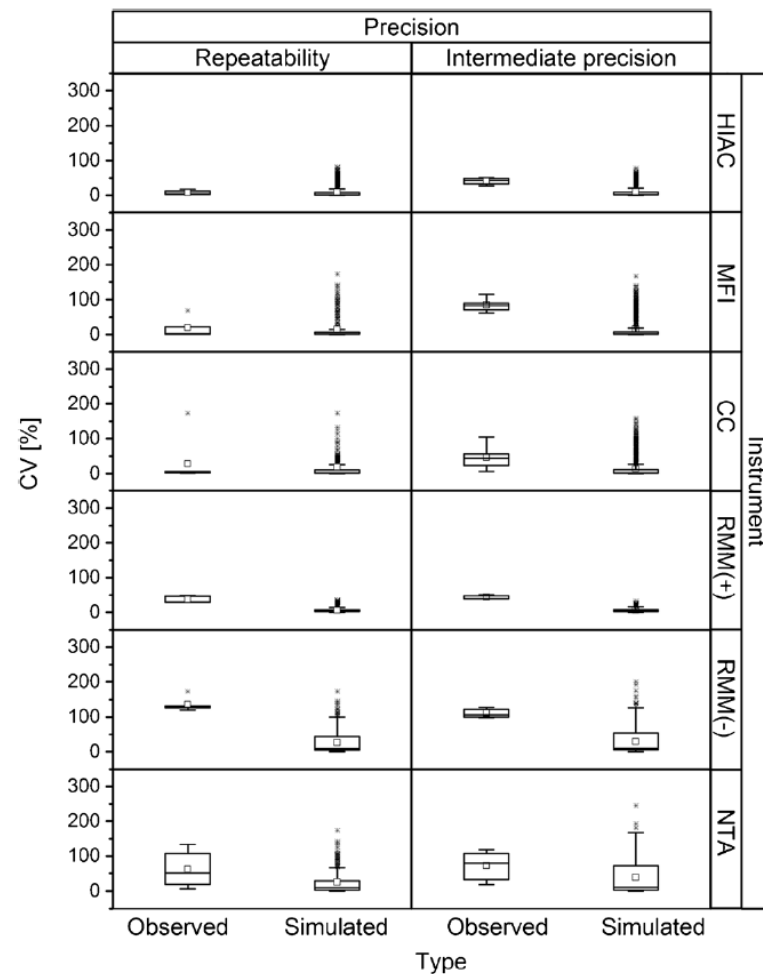 Precision
Repeatability Intermediate precision
300
200
100
0
HIAC
300
200
100
0
MFI
300
200
100
0
CC
300
200
100
0
RMM(+)
300
200
100
0
RMM(-)
300
200
100
0
NTA
CV [%]
Instrument
Observed Simulated Observed Simulated
Type